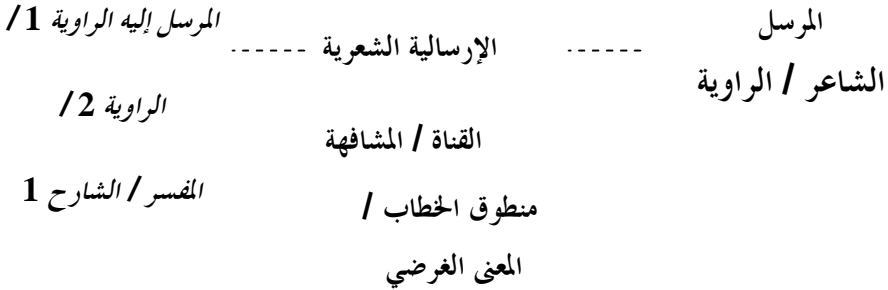 المرسل
الشاعر / الراوية
------
الإرسالية الشعرية
القناة / المشافهة
منطوق الخطاب /
المعنى الغرضي
------
المرسل إليه الراوية 1/
الراوية 2/
المفسر / الشارح 1